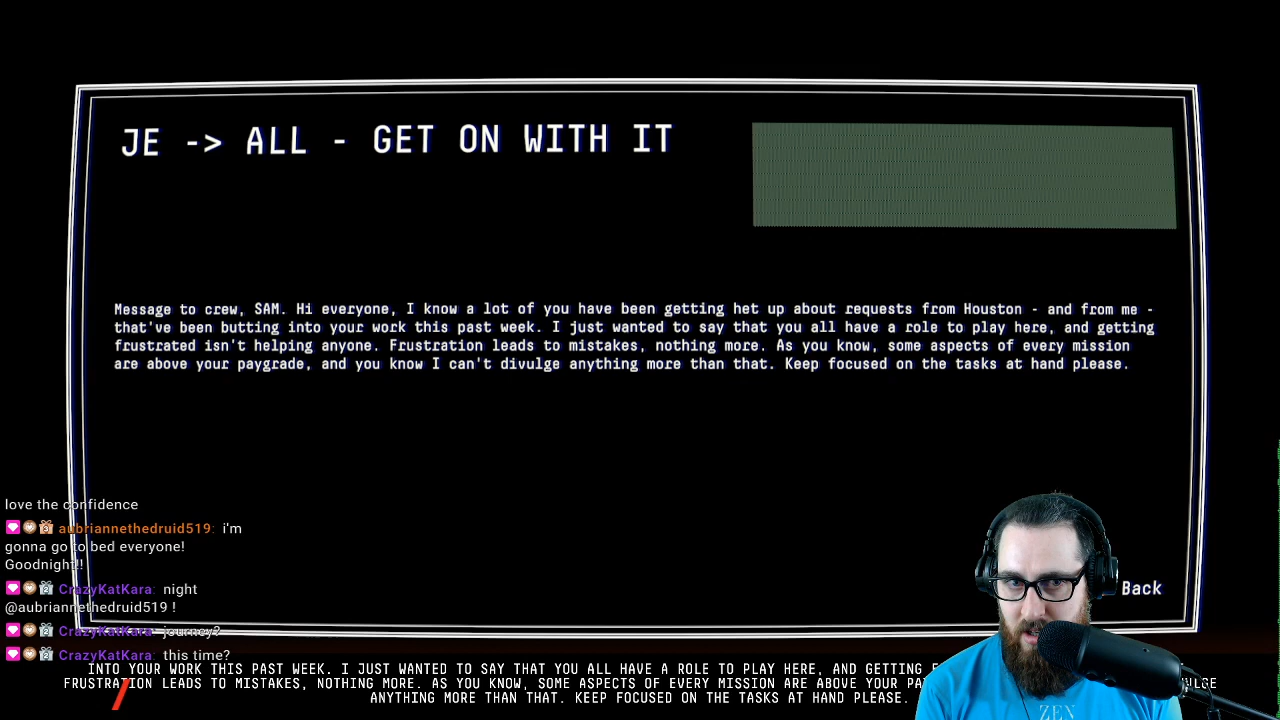 JE -> ALL - GET ON WITH IT
Message to crew, SAM. Hi everyone, I know a lot of you have been getting het up about requests from Houston - and from me -
that've been butting into your work this past week. I just wanted to say that you all have a role to play here, and getting
frustrated isn't helping anyone. Frustration leads to mistakes, nothing more. As you know, some aspects of every mission
are above your paygrade, and you know I can't divulge anything more than that. Keep focused on the tasks at hand please.
love the confidence
aubriannethedruid519: i'm
gonna go to bed everyone!
Goodnight!!
CrazyKatKara: night
@aubriannethedruid519 !
CrazyKatKara: journey?
CrazyKatKara: this time?
Back
INTO YOUR WORK THIS PAST WEEK. I JUST WANTED TO SAY THAT YOU ALL HAVE A ROLE TO PLAY HERE, AND GETTING
FRUSTRATION LEADS TO MISTAKES, NOTHING MORE. AS YOU KNOW, SOME ASPECTS OF EVERY MISSION ARE ABOVE YOUR
ANYTHING MORE THAN THAT. KEEP FOCUSED ON THE TASKS AT HAND PLEASE.
ZEN